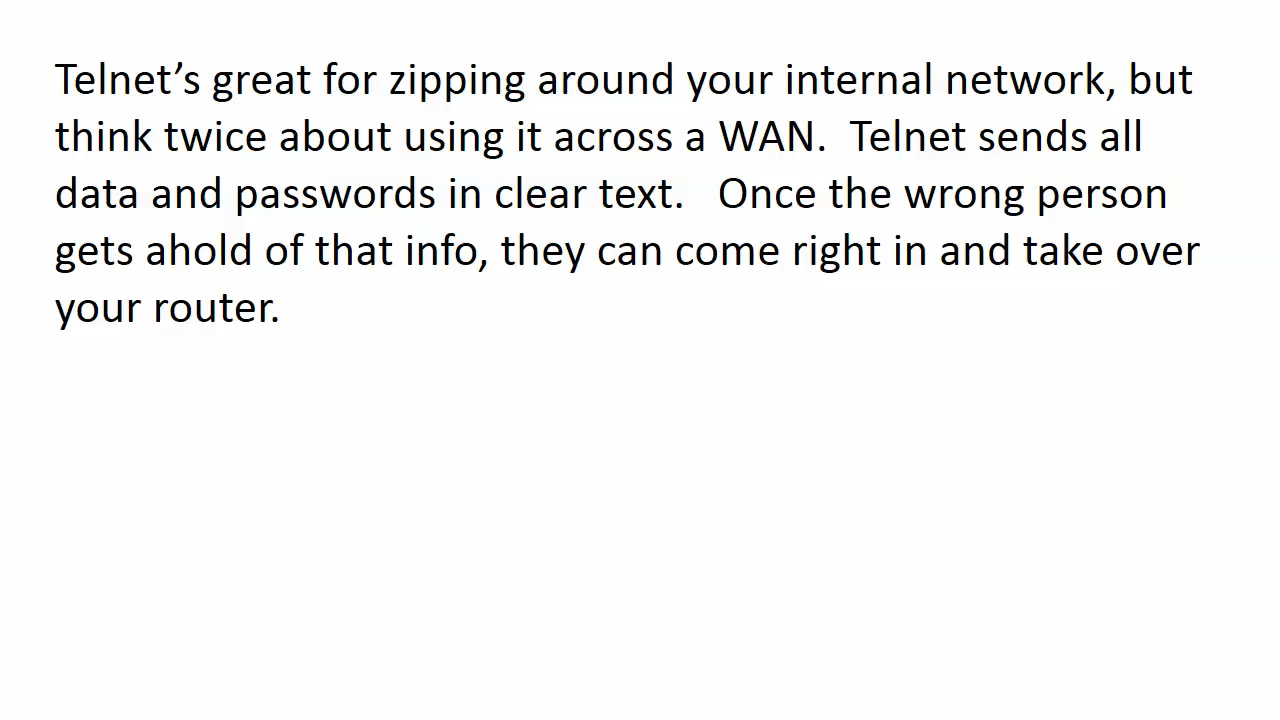 Telnet’s great for zipping around your internal network, but
think twice about using it across a WAN.  Telnet sends all
data and passwords in clear text.   Once the wrong person
gets ahold of that info, they can come right in and take over
your router.